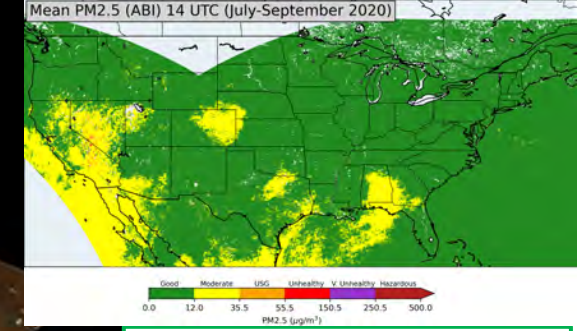 Mean PM2.5 (ABI) 14 UTC (July-September 2020)
Good Moderate USG Unhealthy V. Unhealthy Hazardous
0.0 12.0 35.5 55.5 150.5 250.5 500.0
PM2.5 (µg/m³)